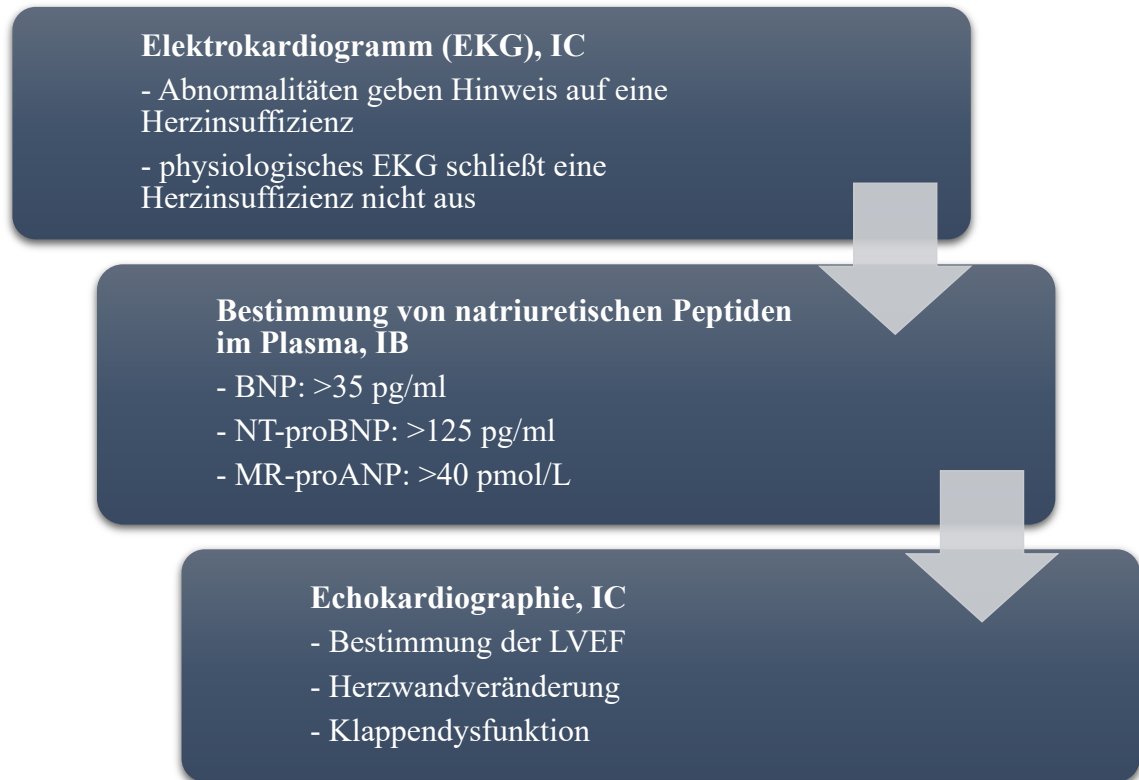 Elektrokardiogramm (EKG), IC
- Abnormalitäten geben Hinweis auf eine
Herzinsuffizienz
- physiologisches EKG schließt eine
Herzinsuffizienz nicht aus
Bestimmung von natriuretischen Peptiden
im Plasma, IB
- BNP: >35 pg/ml
- NT-proBNP: >125 pg/ml
- MR-proANP: >40 pmol/L
Echokardiographie, IC
- Bestimmung der LVEF
- Herzwandveränderung
- Klappendysfunktion